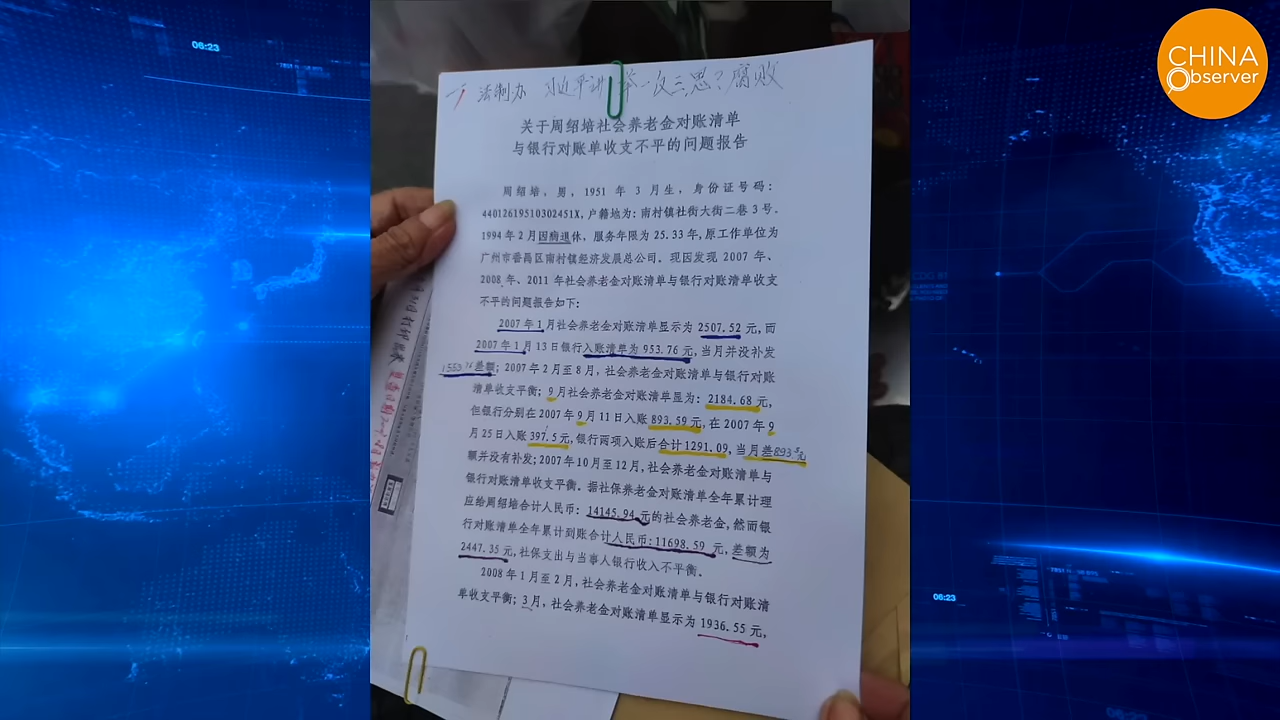 06:23
CHINA
Observer
法制办 习近平讲 举一反三思? 腐败
关于周绍培社会养老金对账清单
与银行对账单收支不平的问题报告
周绍培,男,1951 年 3 月生,身份证号码:
44012619510302451X,户籍地为:南村镇社街大街二巷 3 号。
1994 年 2 月因病退休,服务年限为 25.33 年,原工作单位为
广州市番禺区南村镇经济发展总公司。现因发现 2007 年、
2008 年、2011 年社会养老金对账清单与银行对账清单收支
不平的问题报告如下:
2007 年 1 月社会养老金对账清单显示为 2507.52 元,而
2007 年 1 月 13 日银行入账清单为 953.76 元,当月并没补发
1553.76差额;2007 年 2 月至 8 月,社会养老金对账清单与银行对账
清单收支平衡;9 月社会养老金对账清单显为:2184.68 元,
但银行分别在 2007 年 9 月 11 日入账 893.59 元,在 2007 年 9
月 25 日入账 397.5 元,银行两项入账后合计 1291.09,当月差893.59元
额并没有补发;2007 年 10 月至 12 月,社会养老金对账清单与
银行对账清单收支平衡。据社保养老金对账清单全年累计理
应给周绍培合计人民币:14145.94 元的社会养老金,然而银
行对账清单全年累计到账合计人民币:11698.59 元,差额为
2447.35 元,社保支出与当事人银行收入不平衡。
2008 年 1 月至 2 月,社会养老金对账清单与银行对账清
单收支平衡;3 月,社会养老金对账清单显示为 1936.55 元,
06:23